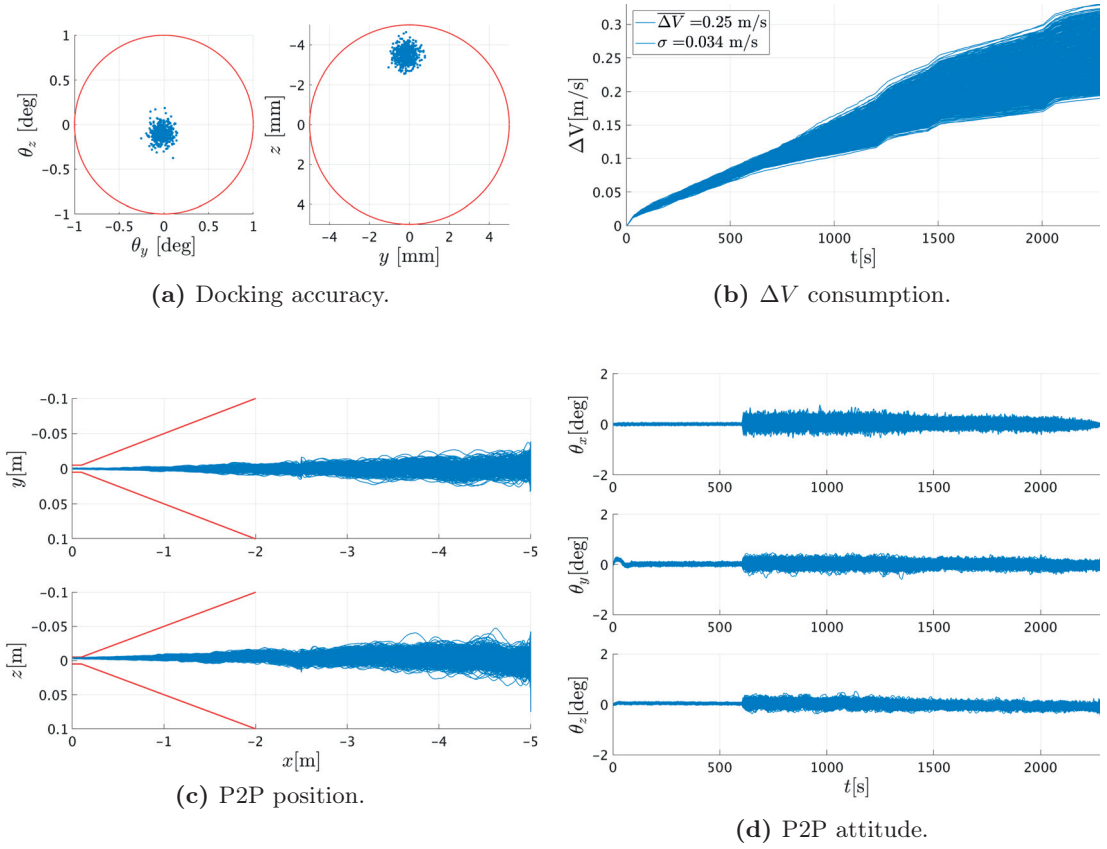 1
0.5
0
−0.5
−1
−1 −0.5 0 0.5 1
θz [deg]
θy [deg]
−4
−2
0
2
4
−4 −2 0 2 4
z [mm]
y [mm]
(a) Docking accuracy.
ΔV =0.25 m/s
σ =0.034 m/s
0.3
0.25
0.2
0.15
0.1
0.05
0
0 500 1000 1500 2000
ΔV[m/s]
t[s]
(b) ΔV consumption.
−0.1
−0.05
0
0.05
0.1
0 −1 −2 −3 −4 −5
y[m]
−0.1
−0.05
0
0.05
0.1
0 −1 −2 −3 −4 −5
z[m]
x[m]
(c) P2P position.
2
0
−2
0 500 1000 1500 2000
θx[deg]
2
0
−2
0 500 1000 1500 2000
θy[deg]
2
0
−2
0 500 1000 1500 2000
θz[deg]
t[s]
(d) P2P attitude.